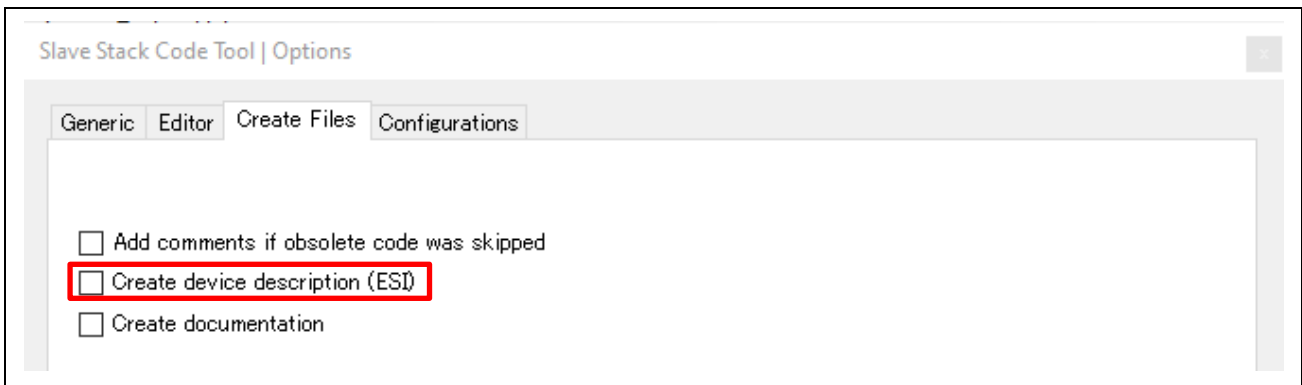 Slave Stack Code Tool | Options
x
Generic Editor Create Files Configurations
Add comments if obsolete code was skipped
Create device description (ESI)
Create documentation